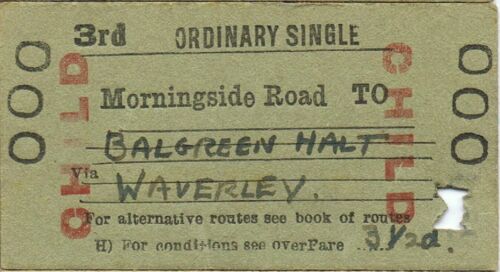 3rd ORDINARY SINGLE
000
CHILD
Morningside Road TO
BALGREEN HALT
Via WAVERLEY.
For alternative routes see book of routes
H) For conditions see over Fare 3½d.
CHILD
000